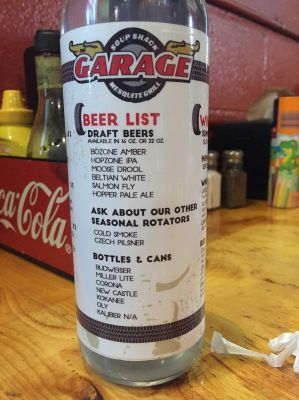 SOUP SHACK
GARAGE
MESQUITE GRILL
BEER LIST
DRAFT BEERS
AVAILABLE IN 16 OZ. OR 22 OZ.
BOZONE AMBER
HOPZONE IPA
MOOSE DROOL
BELTIAN WHITE
SALMON FLY
HOPPER PALE ALE
ASK ABOUT OUR OTHER
SEASONAL ROTATORS
COLD SMOKE
CZECH PILSNER
BOTTLES & CANS
BUDWEISER
MILLER LITE
CORONA
NEW CASTLE
KOKANEE
OLY
KALIBER N/A
Coca-Cola